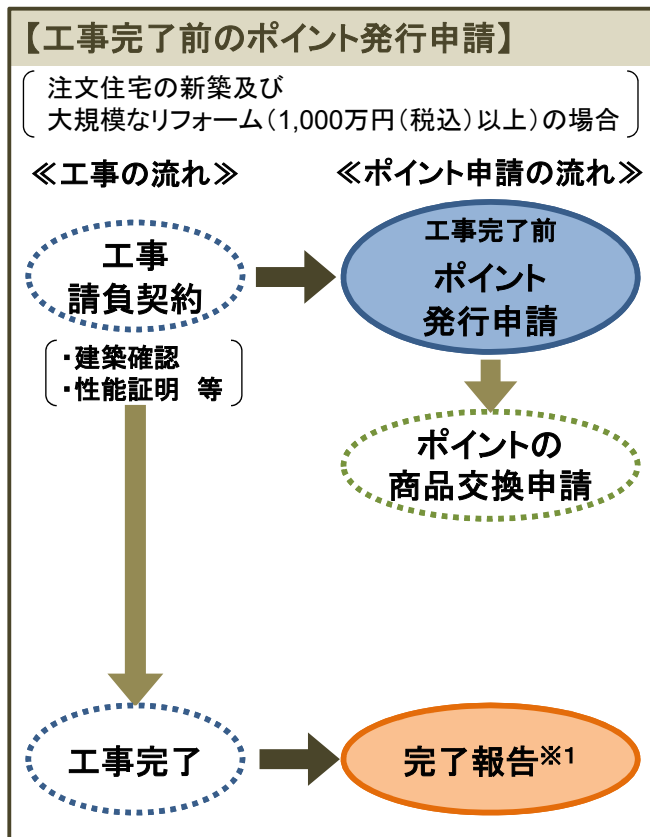 【工事完了前のポイント発行申請】
注文住宅の新築及び
大規模なリフォーム（1,000万円（税込）以上）の場合
≪工事の流れ≫
≪ポイント申請の流れ≫
工事
請負契約
工事完了前
ポイント
発行申請
・建築確認
・性能証明　等
ポイントの
商品交換申請
工事完了
完了報告※1